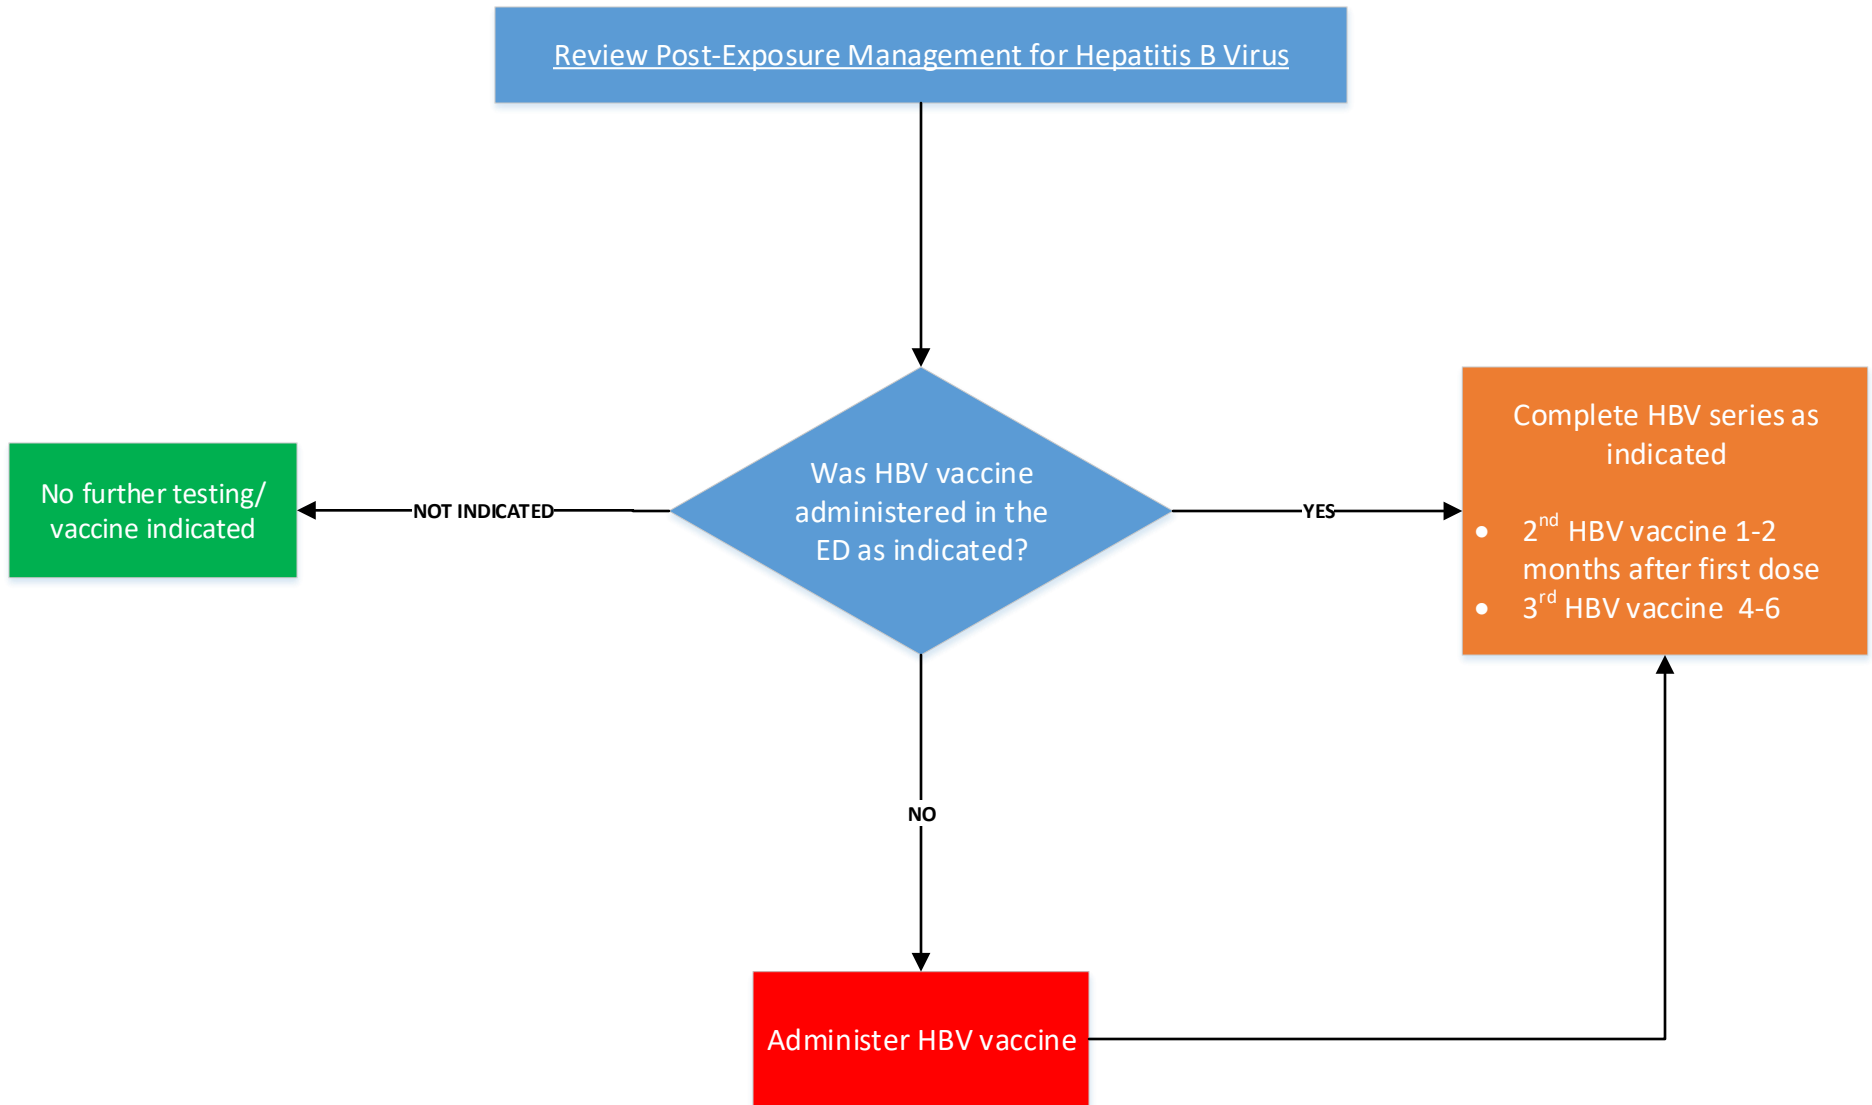 Review Post-Exposure Management for Hepatitis B Virus
Was HBV vaccine
administered in the
ED as indicated?
NOT INDICATED
No further testing/
vaccine indicated
YES
Complete HBV series as
indicated
• 2nd HBV vaccine 1-2
months after first dose
• 3rd HBV vaccine 4-6
NO
Administer HBV vaccine